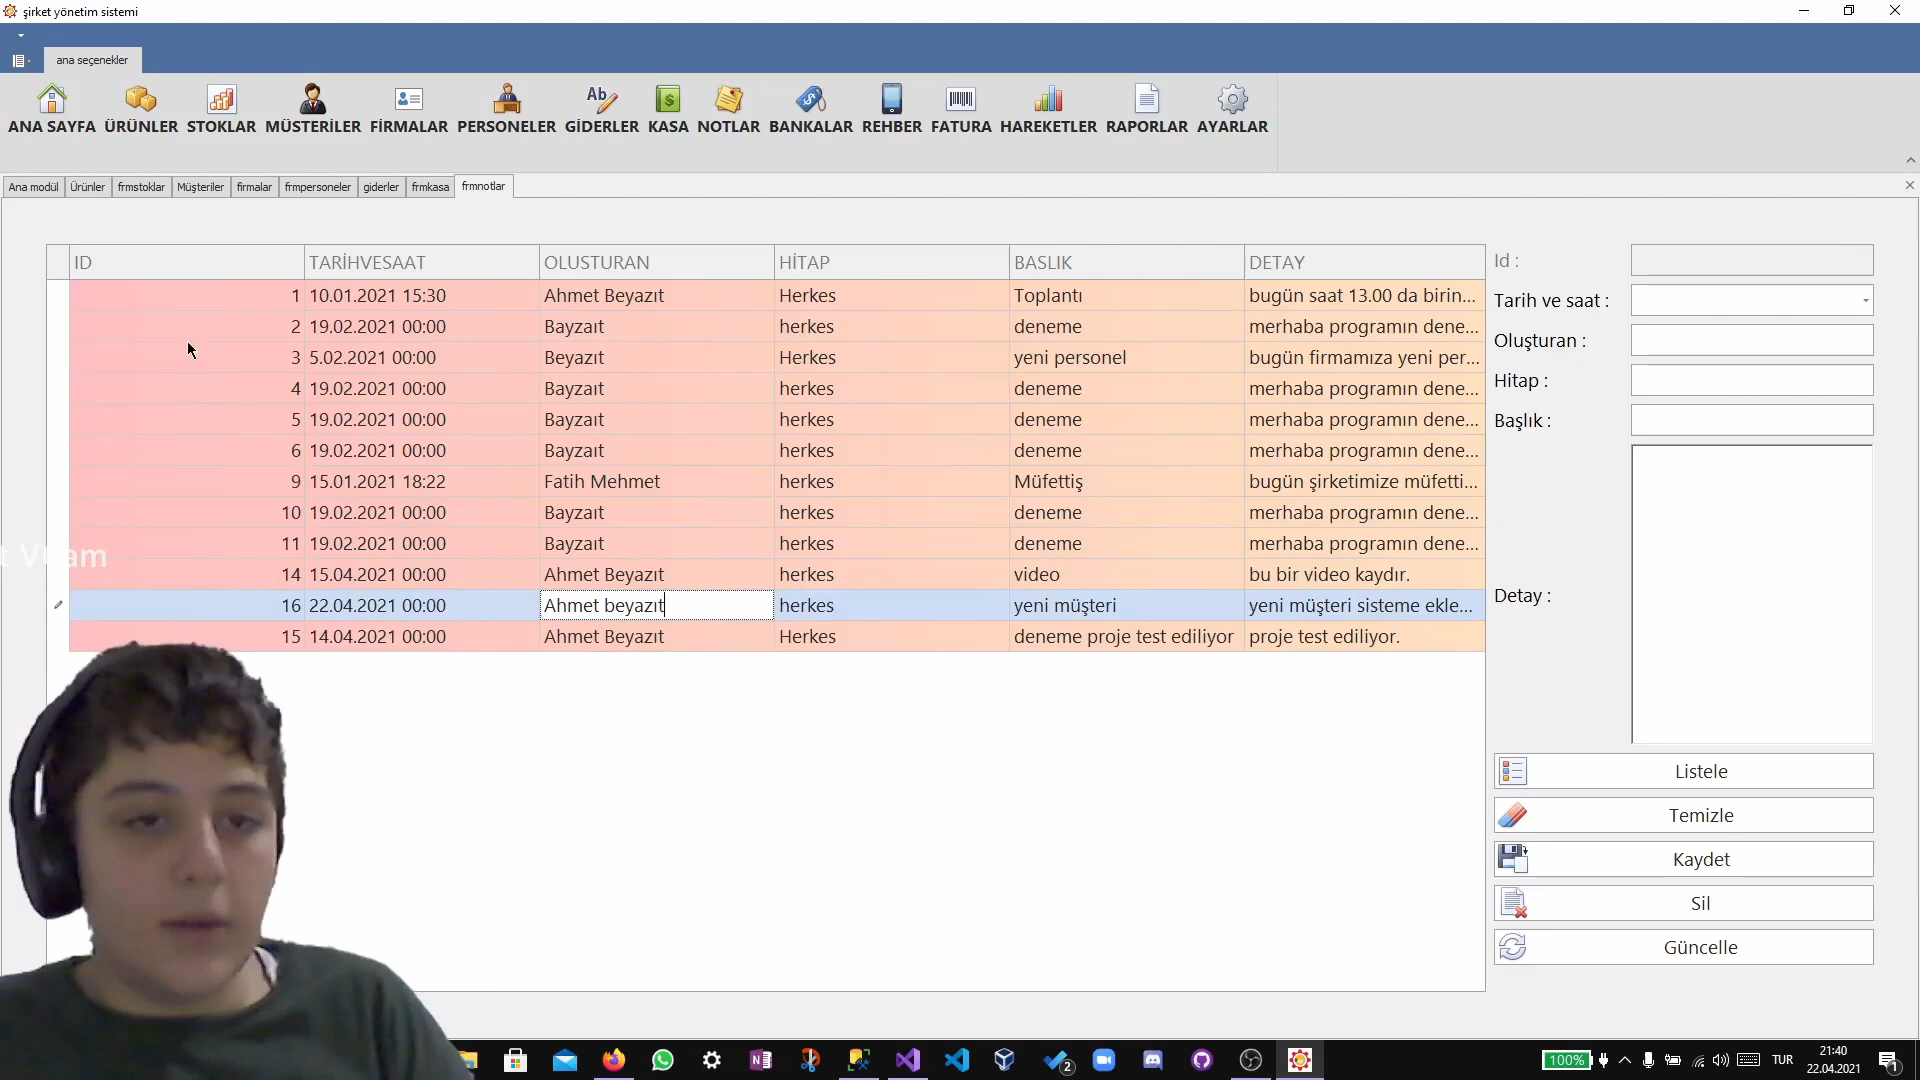 şirket yönetim sistemi
ana seçenekler
ANA SAYFA ÜRÜNLER STOKLAR MÜSTERİLER FİRMALAR PERSONELER GİDERLER KASA NOTLAR BANKALAR REHBER FATURA HAREKETLER RAPORLAR AYARLAR
Ana modül Ürünler frmstoklar Müşteriler firmalar frmpersoneler giderler frmkasa frmnotlar
ID TARİHVESAAT OLUSTURAN HİTAP BASLIK DETAY
1 10.01.2021 15:30 Ahmet Beyazıt Herkes Toplantı bugün saat 13.00 da birin...
2 19.02.2021 00:00 Bayzaıt herkes deneme merhaba programın dene...
3 5.02.2021 00:00 Beyazıt Herkes yeni personel bugün firmamıza yeni per...
4 19.02.2021 00:00 Bayzaıt herkes deneme merhaba programın dene...
5 19.02.2021 00:00 Bayzaıt herkes deneme merhaba programın dene...
6 19.02.2021 00:00 Bayzaıt herkes deneme merhaba programın dene...
9 15.01.2021 18:22 Fatih Mehmet herkes Müfettiş bugün şirketimize müfetti...
10 19.02.2021 00:00 Bayzaıt herkes deneme merhaba programın dene...
11 19.02.2021 00:00 Bayzaıt herkes deneme merhaba programın dene...
14 15.04.2021 00:00 Ahmet Beyazıt herkes video bu bir video kaydır.
16 22.04.2021 00:00 Ahmet beyazıt herkes yeni müşteri yeni müşteri sisteme ekle...
15 14.04.2021 00:00 Ahmet Beyazıt Herkes deneme proje test ediliyor proje test ediliyor.
Id :
Tarih ve saat :
Oluşturan :
Hitap :
Başlık :
Detay :
Listele
Temizle
Kaydet
Sil
Güncelle
100% TUR 21:40
22.04.2021